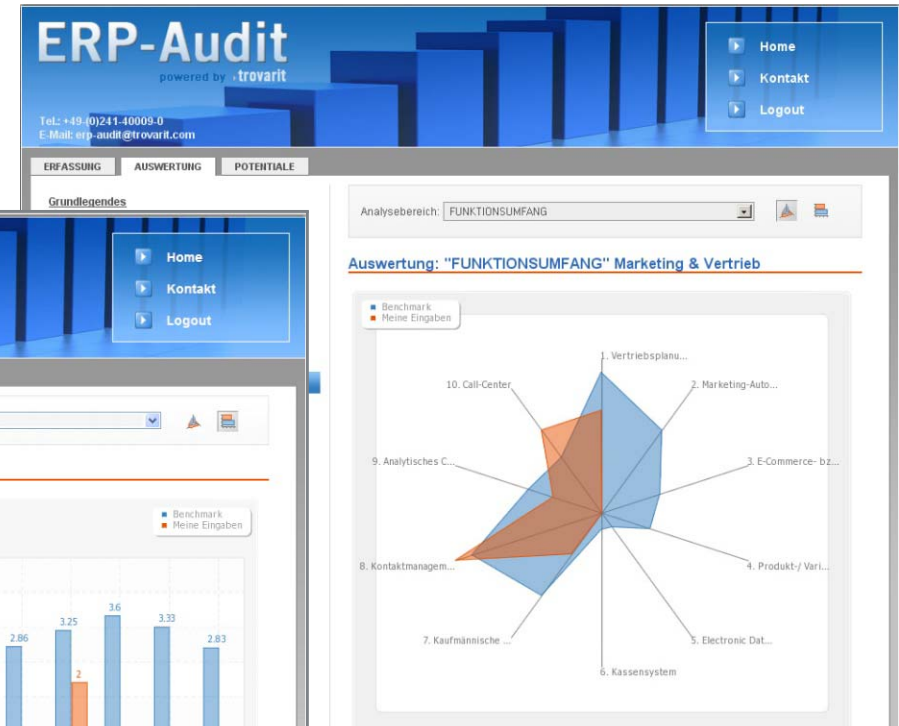 ERP-Audit
powered by trovarit
Tel.: +49-(0)241-40009-0
E-Mail: erp-audit@trovarit.com
Home
Kontakt
Logout
ERFASSUNG
AUSWERTUNG
POTENTIALE
Grundlegendes
Analysebereich: FUNKTIONSUMFANG
Auswertung: "FUNKTIONSUMFANG" Marketing & Vertrieb
Benchmark
Meine Eingaben
1. Vertriebsplanu...
2. Marketing-Auto...
3. E-Commerce- bz...
4. Produkt-/ Vari...
5. Electronic Dat...
6. Kassensystem
7. Kaufmännische ...
8. Kontaktmanagem...
9. Analytisches C...
10. Call-Center
Home
Kontakt
Logout
Benchmark
Meine Eingaben
2.86
3.25
2
3.6
3.33
2.83